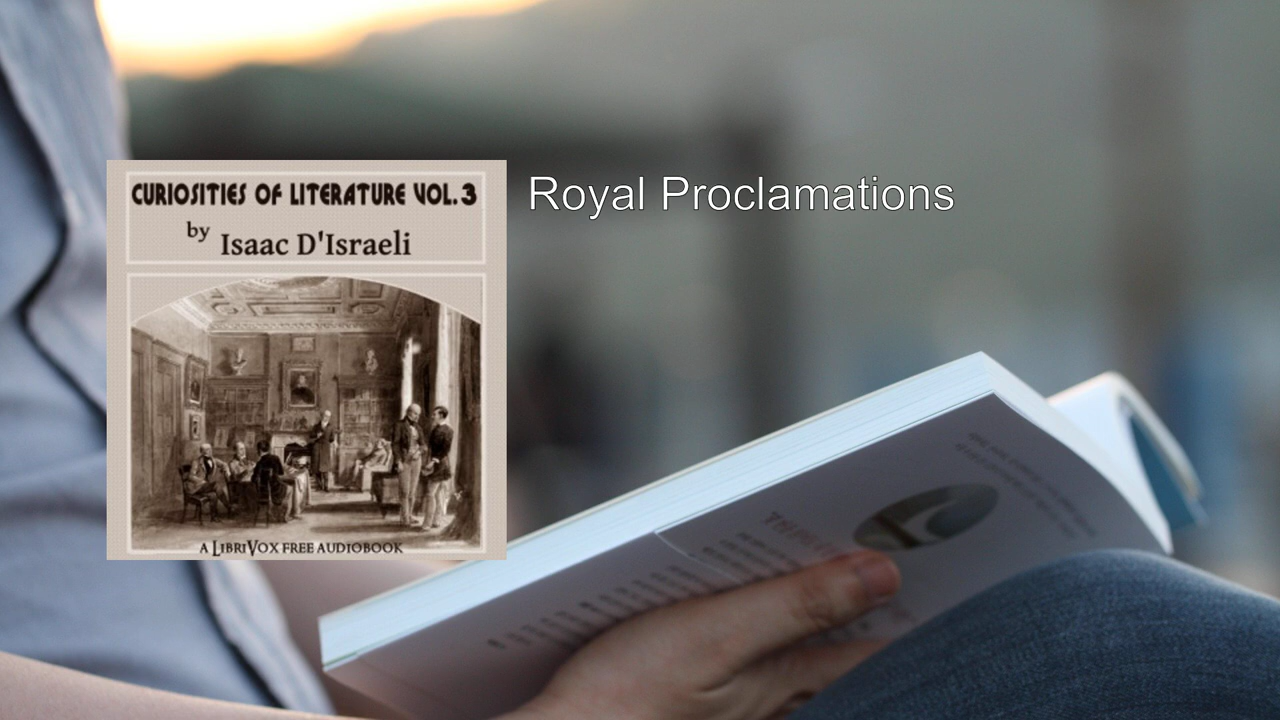 CURIOSITIES OF LITERATURE VOL.3
by Isaac D'Israeli
A LIBRIVOX FREE AUDIOBOOK
Royal Proclamations